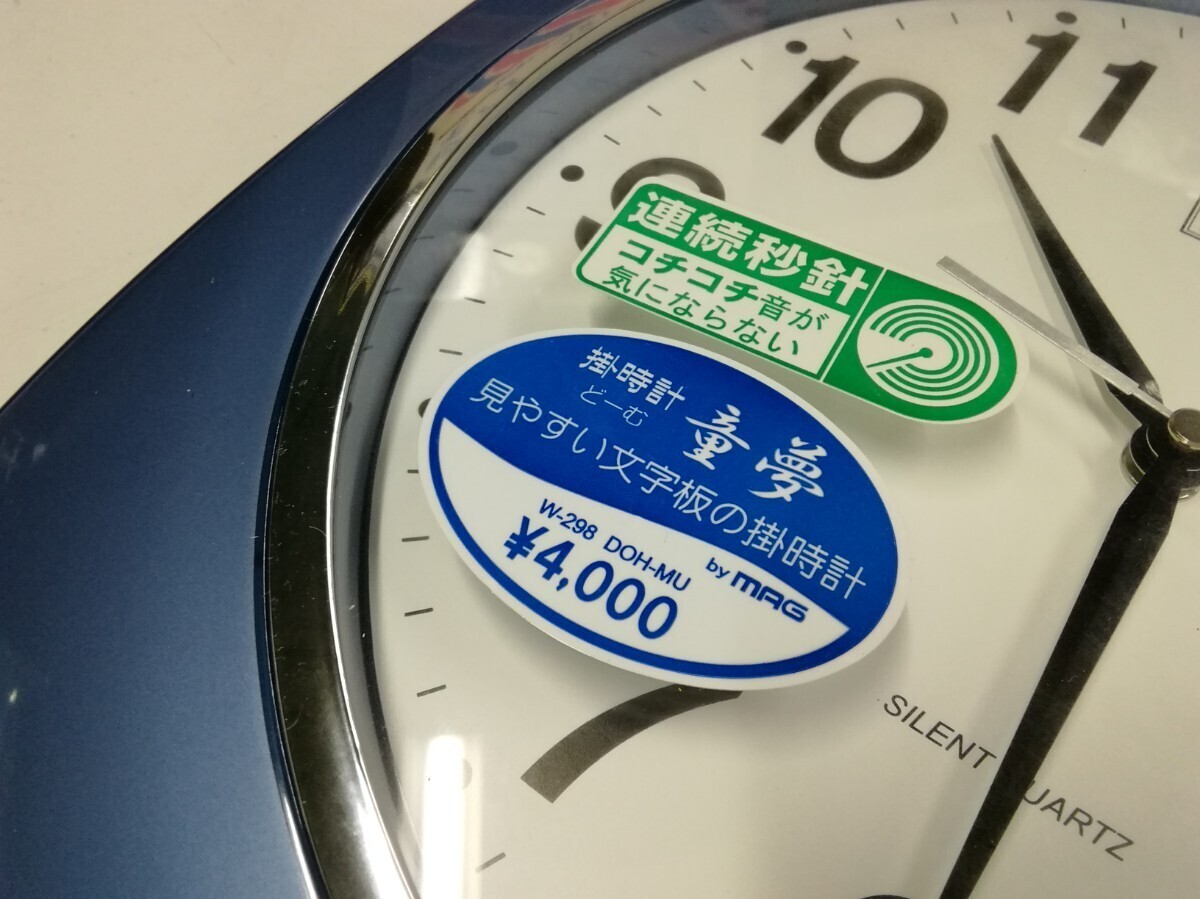 11
10
9
連続秒針
コチコチ音が
気にならない
掛時計
どーむ
童夢
見やすい文字板の掛時計
W-298 DOH-MU
by MAG
¥4,000
7
SILENT UARTZ